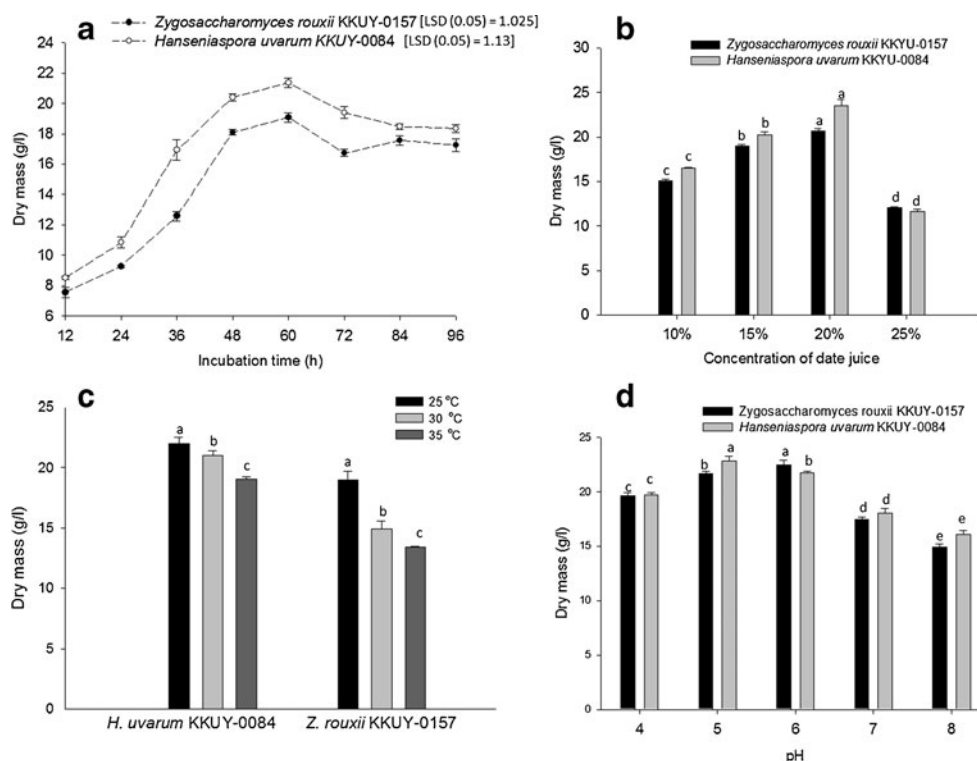 a
Zygosaccharomyces rouxii KKUY-0157 [LSD (0.05) = 1.025]
Hanseniaspora uvarum KKUY-0084 [LSD (0.05) = 1.13]
24
22
20
18
16
14
12
10
8
6
Dry mass (g/l)
12 24 36 48 60 72 84 96
Incubation time (h)
b
Zygosaccharomyces rouxii KKYU-0157
Hanseniaspora uvarum KKYU-0084
30
25
20
15
10
5
0
Dry mass (g/l)
c c b b a a d d
10% 15% 20% 25%
Concentration of date juice
c
25 °C
30 °C
35 °C
25
20
15
10
5
0
Dry mass (g/l)
a b c a b c
H. uvarum KKUY-0084 Z. rouxii KKUY-0157
d
Zygosaccharomyces rouxii KKUY-0157
Hanseniaspora uvarum KKUY-0084
25
20
15
10
5
0
Dry mass (g/l)
c c b a a b d d e e
4 5 6 7 8
pH